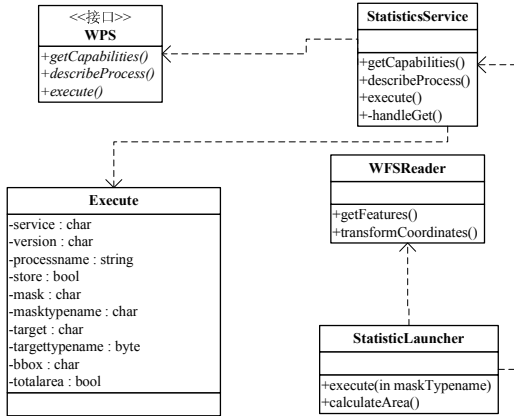 <<接口>>
WPS
+getCapabilities()
+describeProcess()
+execute()
StatisticsService
+getCapabilities()
+describeProcess()
+execute()
+-handleGet()
WFSReader
+getFeatures()
+transformCoordinates()
Execute
-service : char
-version : char
-processname : string
-store : bool
-mask : char
-masktypename : char
-target : char
-targettypename : byte
-bbox : char
-totalarea : bool
StatisticLauncher
+execute(in maskTypename)
+calculateArea()